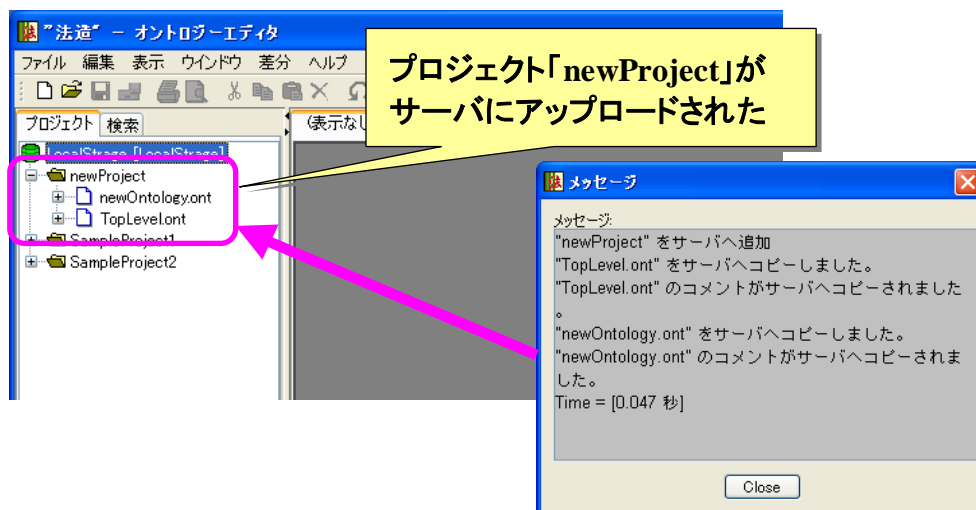 "法造" － オントロジーエディタ
ファイル 編集 表示 ウインドウ 差分 ヘルプ
プロジェクト「newProject」が
サーバにアップロードされた
プロジェクト 検索
(表示なし
LocalStrage [LocalStrage]
newProject
newOntology.ont
TopLevel.ont
SampleProject1
SampleProject2
メッセージ
メッセージ:
"newProject" をサーバへ追加
"TopLevel.ont" をサーバへコピーしました。
"TopLevel.ont" のコメントがサーバへコピーされました
。
"newOntology.ont" をサーバへコピーしました。
"newOntology.ont" のコメントがサーバへコピーされま
した。
Time = [0.047 秒]
Close